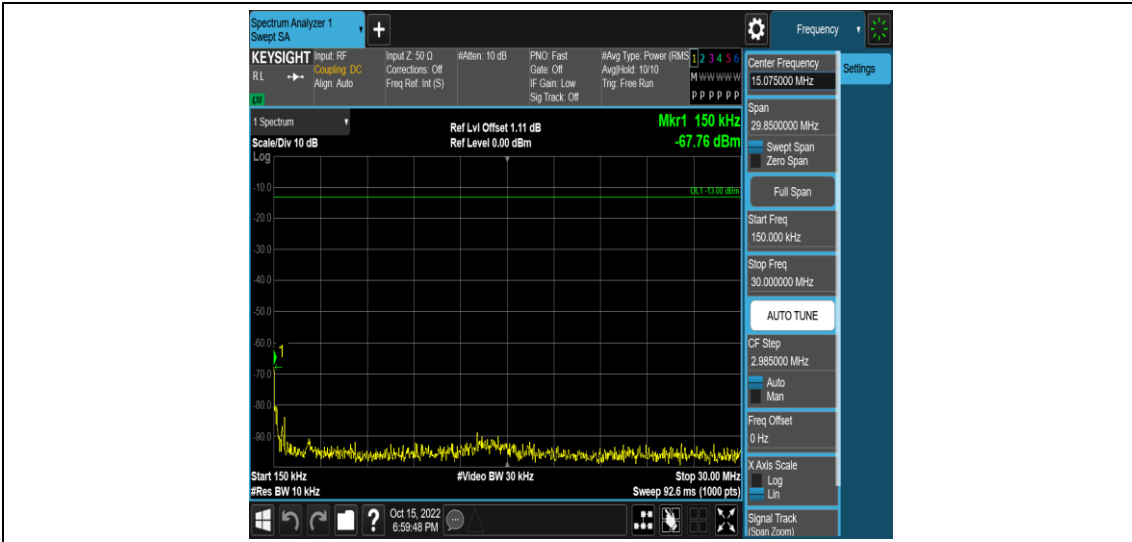 Spectrum Analyzer 1
Swept SA
+
Frequency
KEYSIGHT
RL
LXI
Input: RF
Coupling: DC
Align: Auto
Input Z: 50 Ω
Corrections: Off
Freq Ref: Int (S)
#Atten: 10 dB
PNO: Fast
Gate: Off
IF Gain: Low
Sig Track: Off
#Avg Type: Power (RMS
Avg|Hold: 10/10
Trig: Free Run
1 2 3 4 5 6
M W W W W W
P P P P P P
1 Spectrum
Scale/Div 10 dB
Log
Ref Lvl Offset 1.11 dB
Ref Level 0.00 dBm
Mkr1 150 kHz
-67.76 dBm
DL1 -13.00 dBm
-10.0
-20.0
-30.0
-40.0
-50.0
-60.0
-70.0
-80.0
-90.0
1
Start 150 kHz
#Res BW 10 kHz
#Video BW 30 kHz
Stop 30.00 MHz
Sweep 92.6 ms (1000 pts)
?
Oct 15, 2022
6:59:48 PM
Center Frequency
15.075000 MHz
Span
29.8500000 MHz
Swept Span
Zero Span
Full Span
Start Freq
150.000 kHz
Stop Freq
30.000000 MHz
AUTO TUNE
CF Step
2.985000 MHz
Auto
Man
Freq Offset
0 Hz
X Axis Scale
Log
Lin
Signal Track
(Span Zoom)
Settings